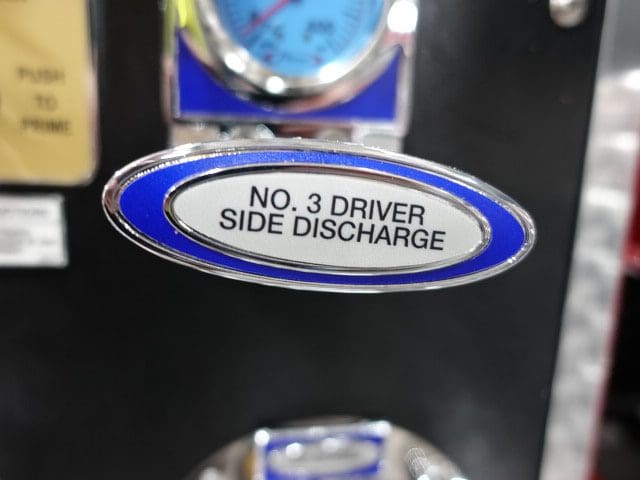 PUSH
TO
PRIME
NO. 3 DRIVER
SIDE DISCHARGE